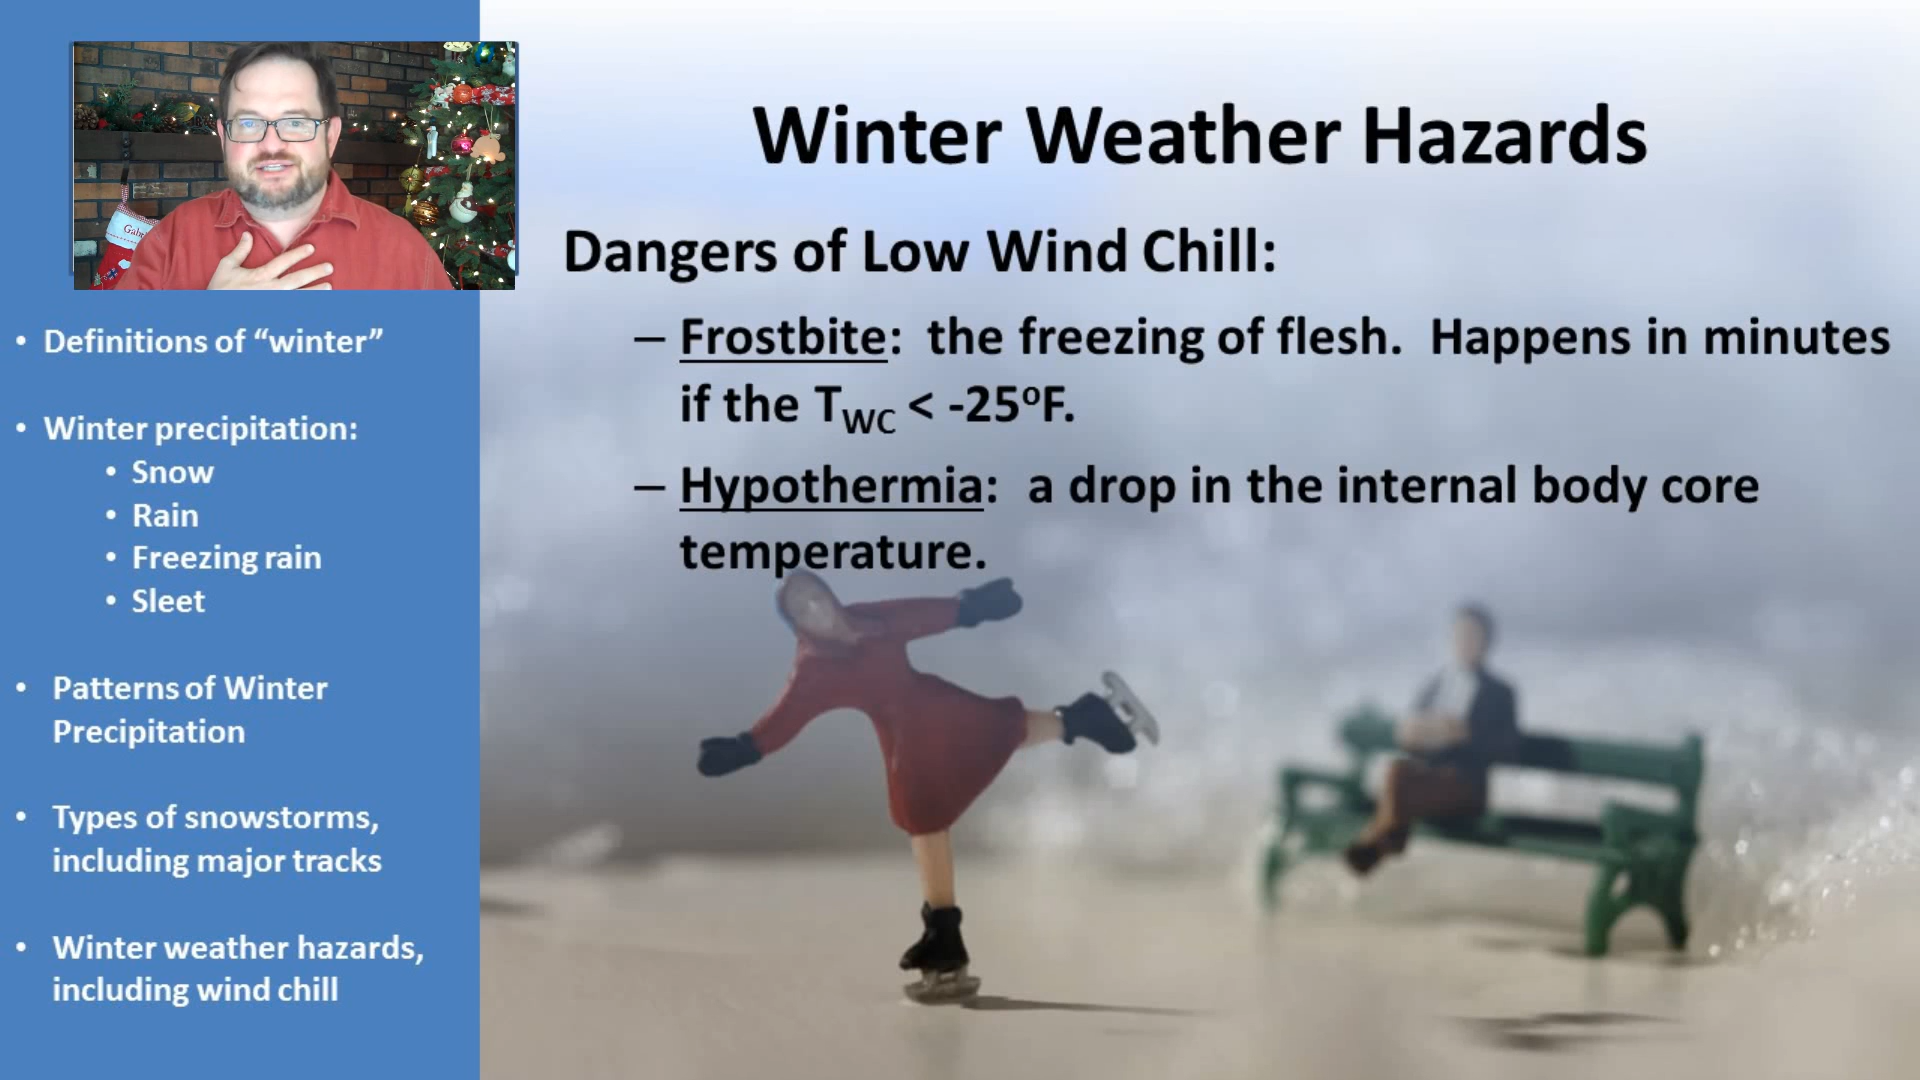 Winter Weather Hazards
Dangers of Low Wind Chill:
– Frostbite:  the freezing of flesh.  Happens in minutes
if the TWC < -25ºF.
– Hypothermia:  a drop in the internal body core
temperature.
• Definitions of “winter”
• Winter precipitation:
• Snow
• Rain
• Freezing rain
• Sleet
• Patterns of Winter
Precipitation
• Types of snowstorms,
including major tracks
• Winter weather hazards,
including wind chill